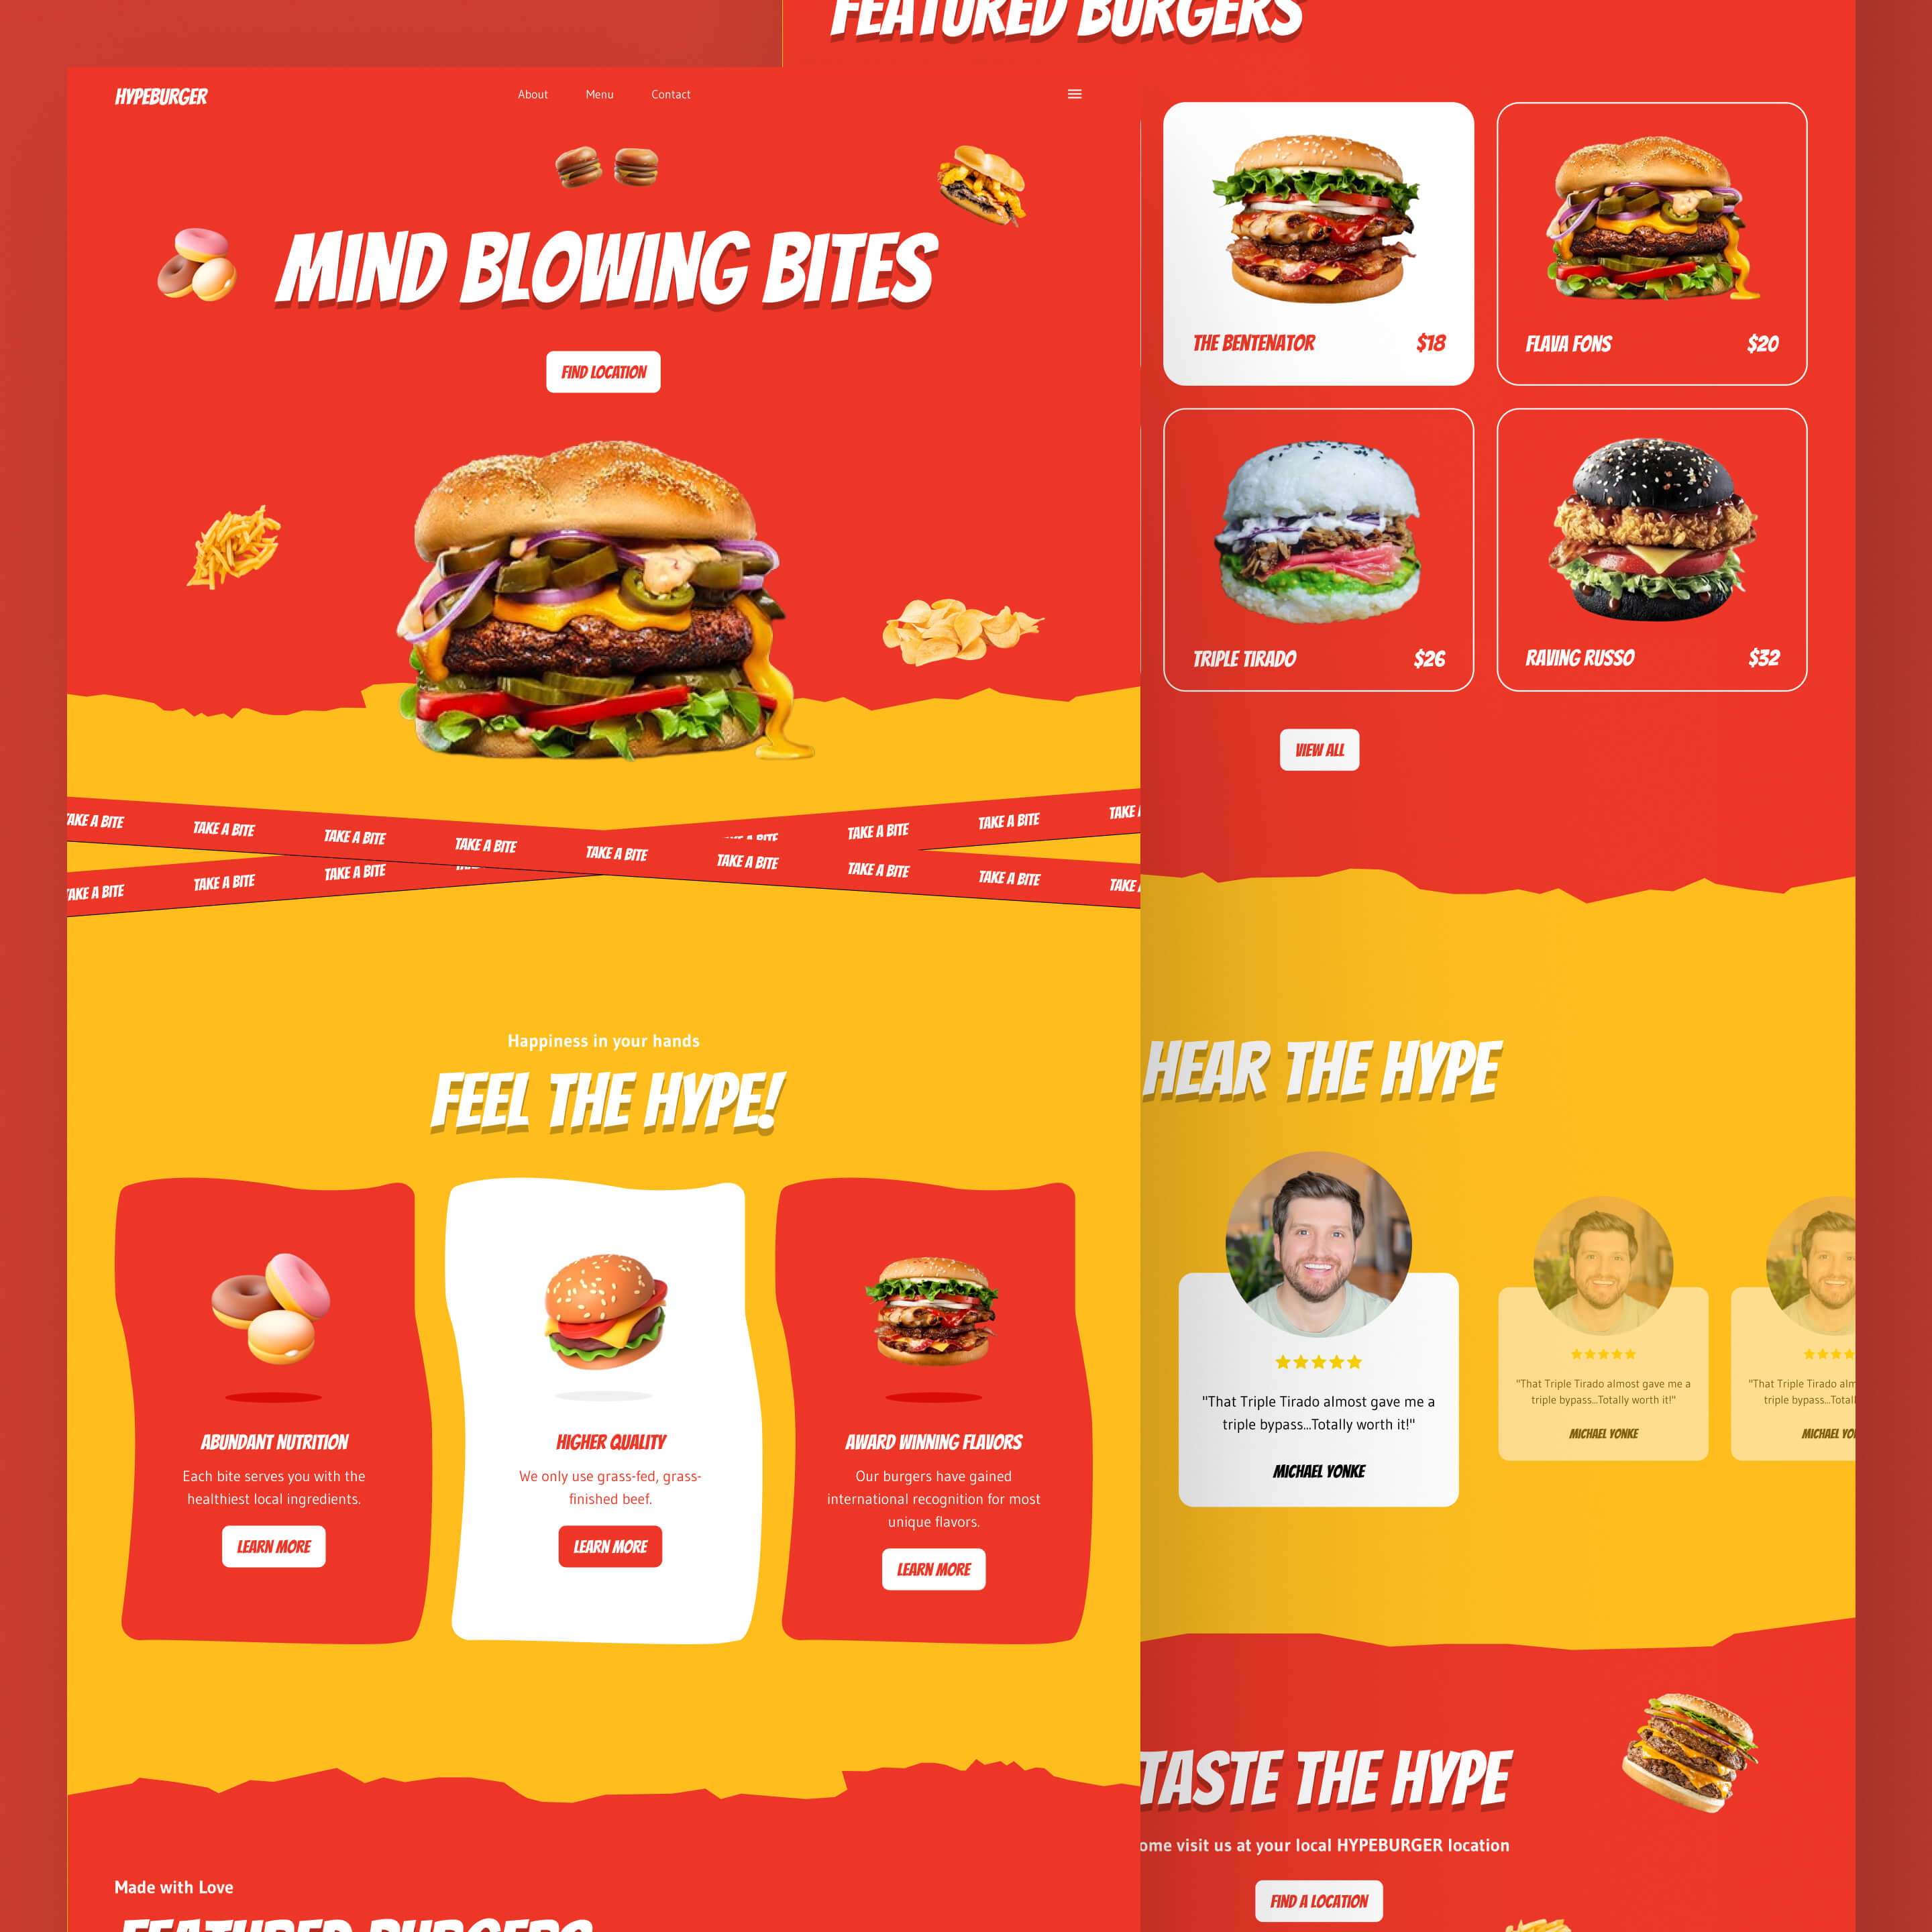 FEATURED BURGERS
HYPEBURGER
About
Menu
Contact
MIND BLOWING BITES
FIND LOCATION
TAKE A BITE
TAKE A BITE
TAKE A BITE
TAKE A BITE
TAKE A BITE
TAKE A BITE
TAKE A BITE
TAKE A BITE
TAKE
TAKE A BITE
TAKE A BITE
TAKE A BITE
A BITE
TAKE A BITE
TAKE A BITE
TAKE
Happiness in your hands
FEEL THE HYPE!
ABUNDANT NUTRITION
Each bite serves you with the
healthiest local ingredients.
LEARN MORE
HIGHER QUALITY
We only use grass-fed, grass-
finished beef.
LEARN MORE
AWARD WINNING FLAVORS
Our burgers have gained
international recognition for most
unique flavors.
LEARN MORE
Made with Love
FEATURED BURGERS
THE BENTENATOR
$18
FLAVA FONS
$20
TRIPLE TIRADO
$26
RAVING RUSSO
$32
VIEW ALL
HEAR THE HYPE
"That Triple Tirado almost gave me a
triple bypass...Totally worth it!"
MICHAEL YONKE
"That Triple Tirado almost gave me a
triple bypass...Totally worth it!"
MICHAEL YONKE
"That Triple Tirado alm
triple bypass...Totall
MICHAEL YO
TASTE THE HYPE
ome visit us at your local HYPEBURGER location
FIND A LOCATION